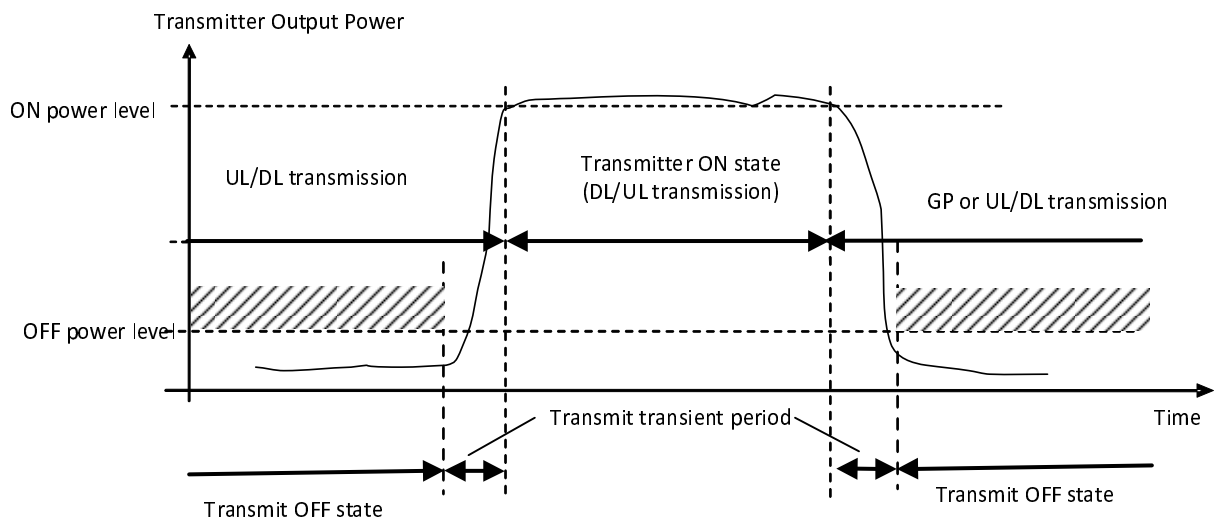 Transmitter Output Power
ON power level
UL/DL transmission
Transmitter ON state
(DL/UL transmission)
GP or UL/DL transmission
OFF power level
Transmit transient period
Time
Transmit OFF state
Transmit OFF state